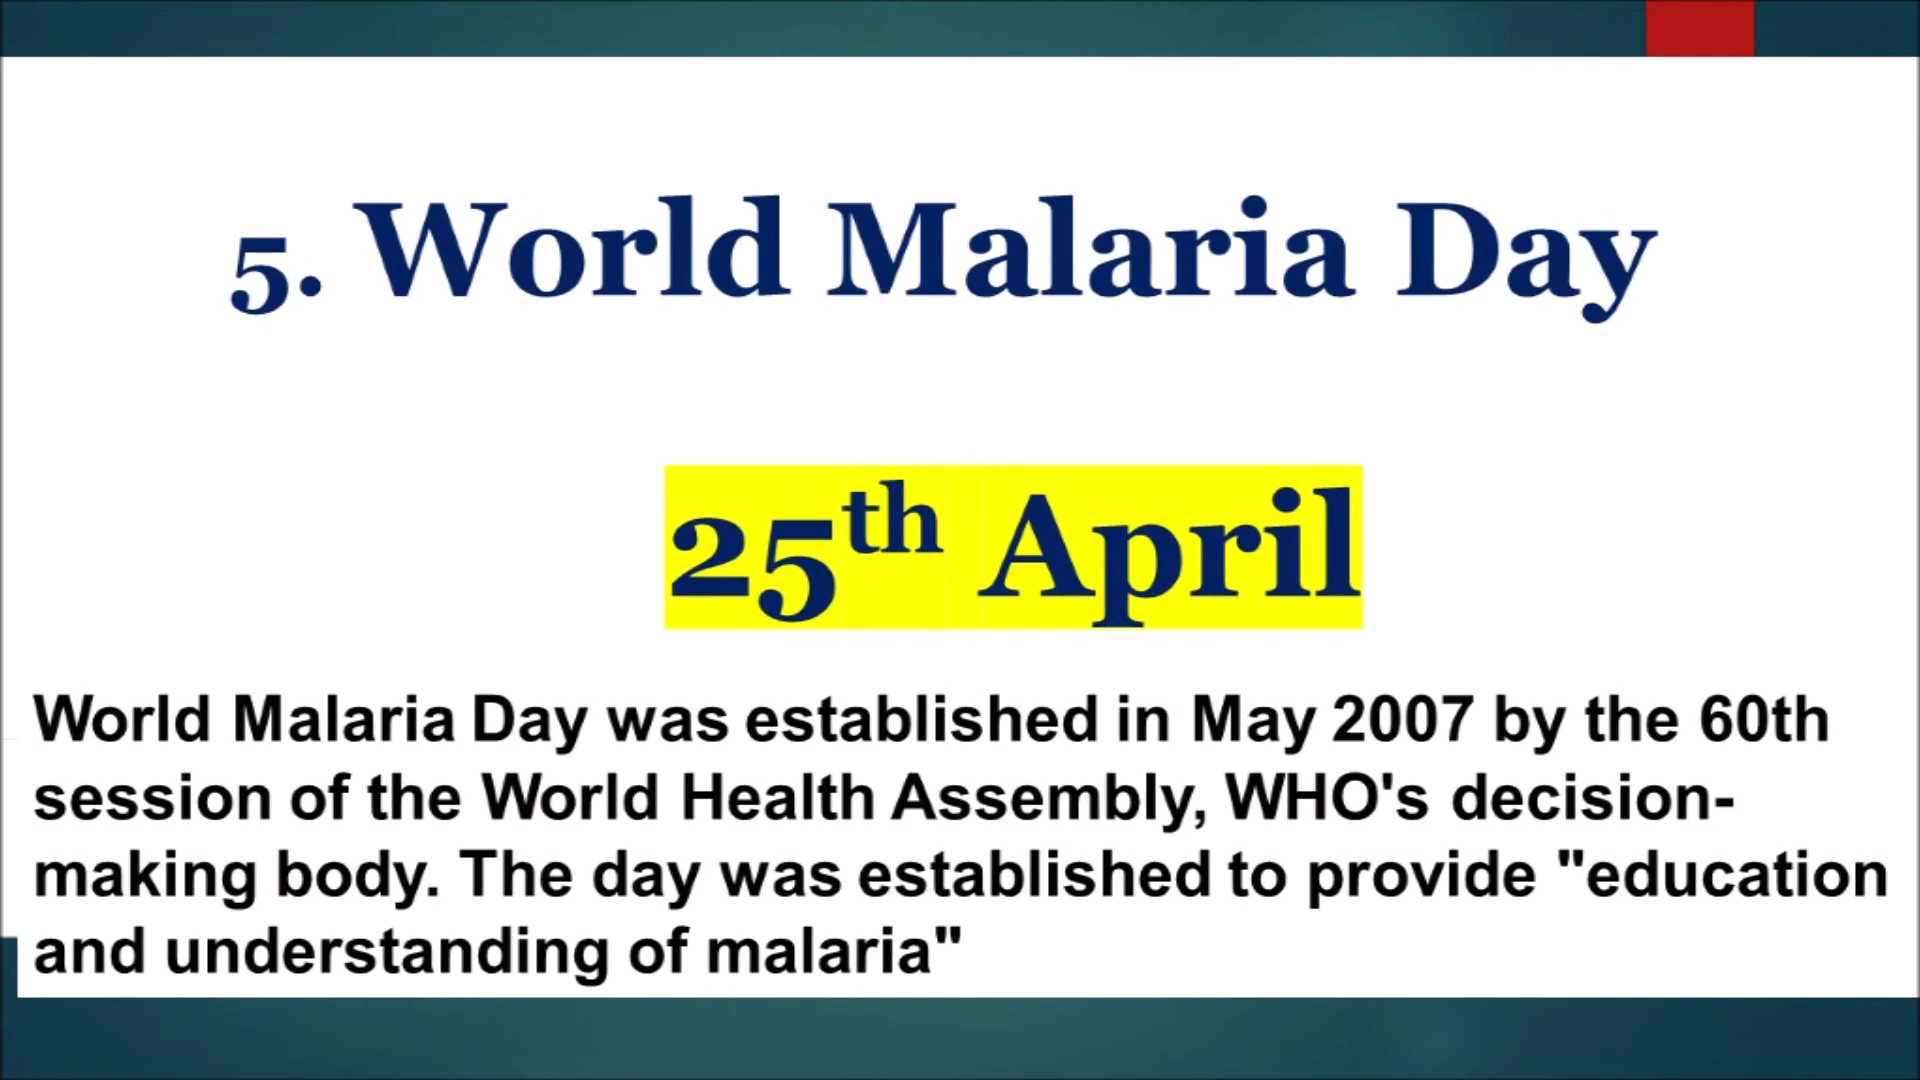 5. World Malaria Day
25th April
World Malaria Day was established in May 2007 by the 60th
session of the World Health Assembly, WHO's decision-
making body. The day was established to provide "education
and understanding of malaria"